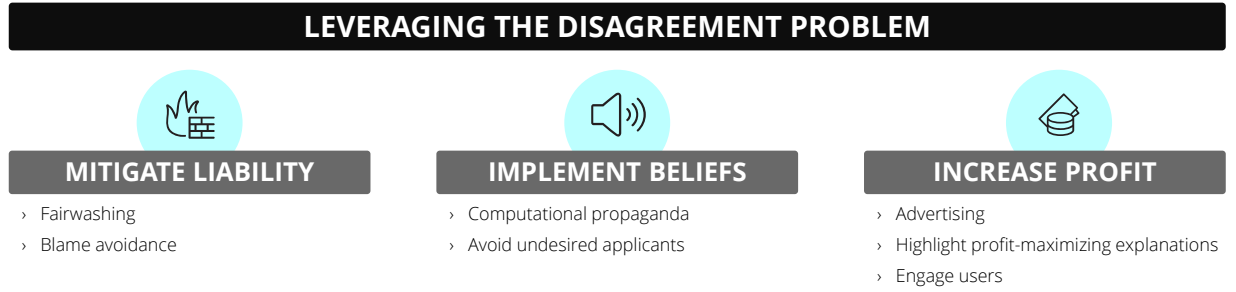 LEVERAGING THE DISAGREEMENT PROBLEM
MITIGATE LIABILITY
› Fairwashing
› Blame avoidance
IMPLEMENT BELIEFS
› Computational propaganda
› Avoid undesired applicants
INCREASE PROFIT
› Advertising
› Highlight profit-maximizing explanations
› Engage users